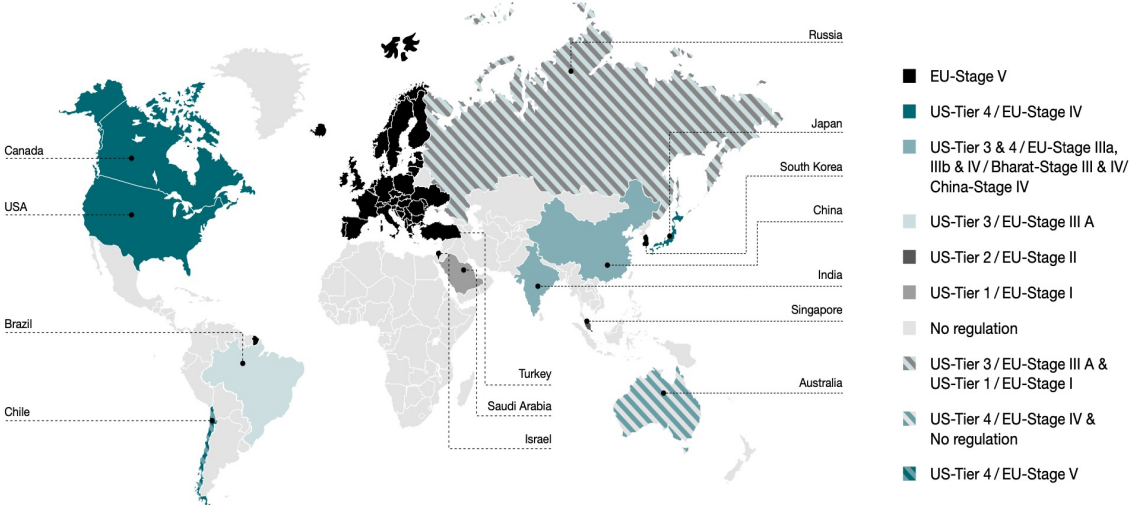 Russia
Japan
South Korea
China
India
Singapore
Australia
Canada
USA
Brazil
Chile
Turkey
Saudi Arabia
Israel
EU-Stage V
US-Tier 4 / EU-Stage IV
US-Tier 3 & 4 / EU-Stage IIIa,
IIIb & IV / Bharat-Stage III & IV/
China-Stage IV
US-Tier 3 / EU-Stage III A
US-Tier 2 / EU-Stage II
US-Tier 1 / EU-Stage I
No regulation
US-Tier 3 / EU-Stage III A &
US-Tier 1 / EU-Stage I
US-Tier 4 / EU-Stage IV &
No regulation
US-Tier 4 / EU-Stage V